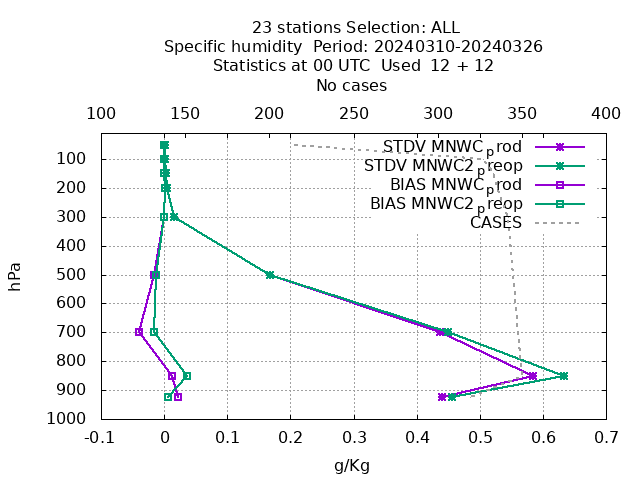 23 stations Selection: ALL
Specific humidity  Period: 20240310-20240326
Statistics at 00 UTC  Used  12 + 12
No cases
100 150 200 250 300 350 400
STDV MNWC_prod
STDV MNWC2_preop
BIAS MNWC_prod
BIAS MNWC2_preop
CASES
hPa
100
200
300
400
500
600
700
800
900
1000
-0.1 0 0.1 0.2 0.3 0.4 0.5 0.6 0.7
g/Kg